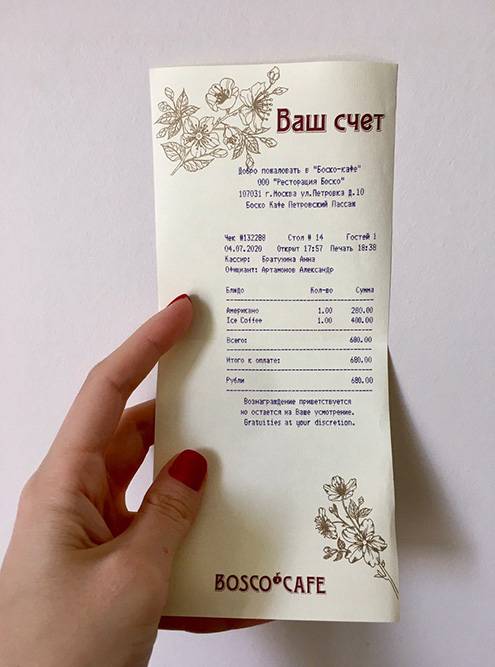 Ваш счет
Добро пожаловать в "Боско-кафе"
ООО "Ресторация Боско"
107031 г.Москва ул.Петровка Д.10
Боско Кафе Петровский Пассаж
Чек №132288 Стол # 14 Гостей 1
04.07.2020 Открыт 17:57 Печать 18:38
Кассир: Братухина Анна
Официант: Артамонов Александр
Блюдо Кол-во Сумма
Американо 1.00 280.00
Ice Coffee 1.00 400.00
Всего: 680.00
Итого к оплате: 680.00
Рубли 680.00
Вознаграждение приветствуется
но остается на Ваше усмотрение.
Gratuities at your discretion.
BOSCO CAFE